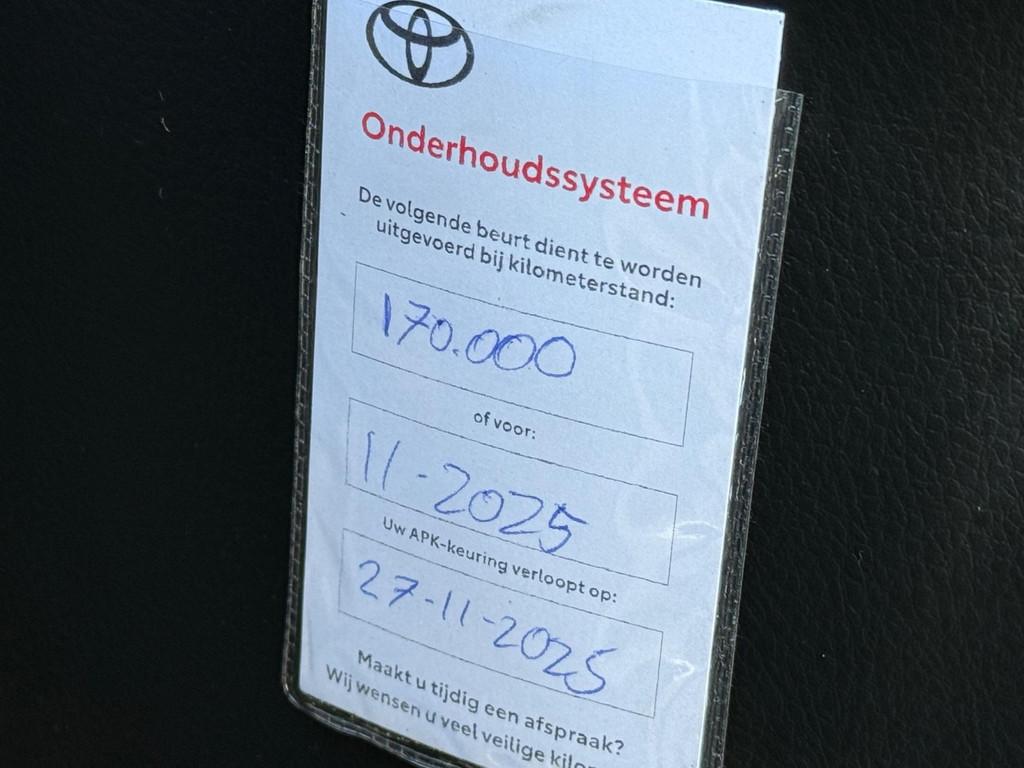 Onderhoudssysteem
De volgende beurt dient te worden
uitgevoerd bij kilometerstand:
170.000
of voor:
11-2025
Uw APK-keuring verloopt op:
27-11-2025
Maakt u tijdig een afspraak?
Wij wensen u veel veilige